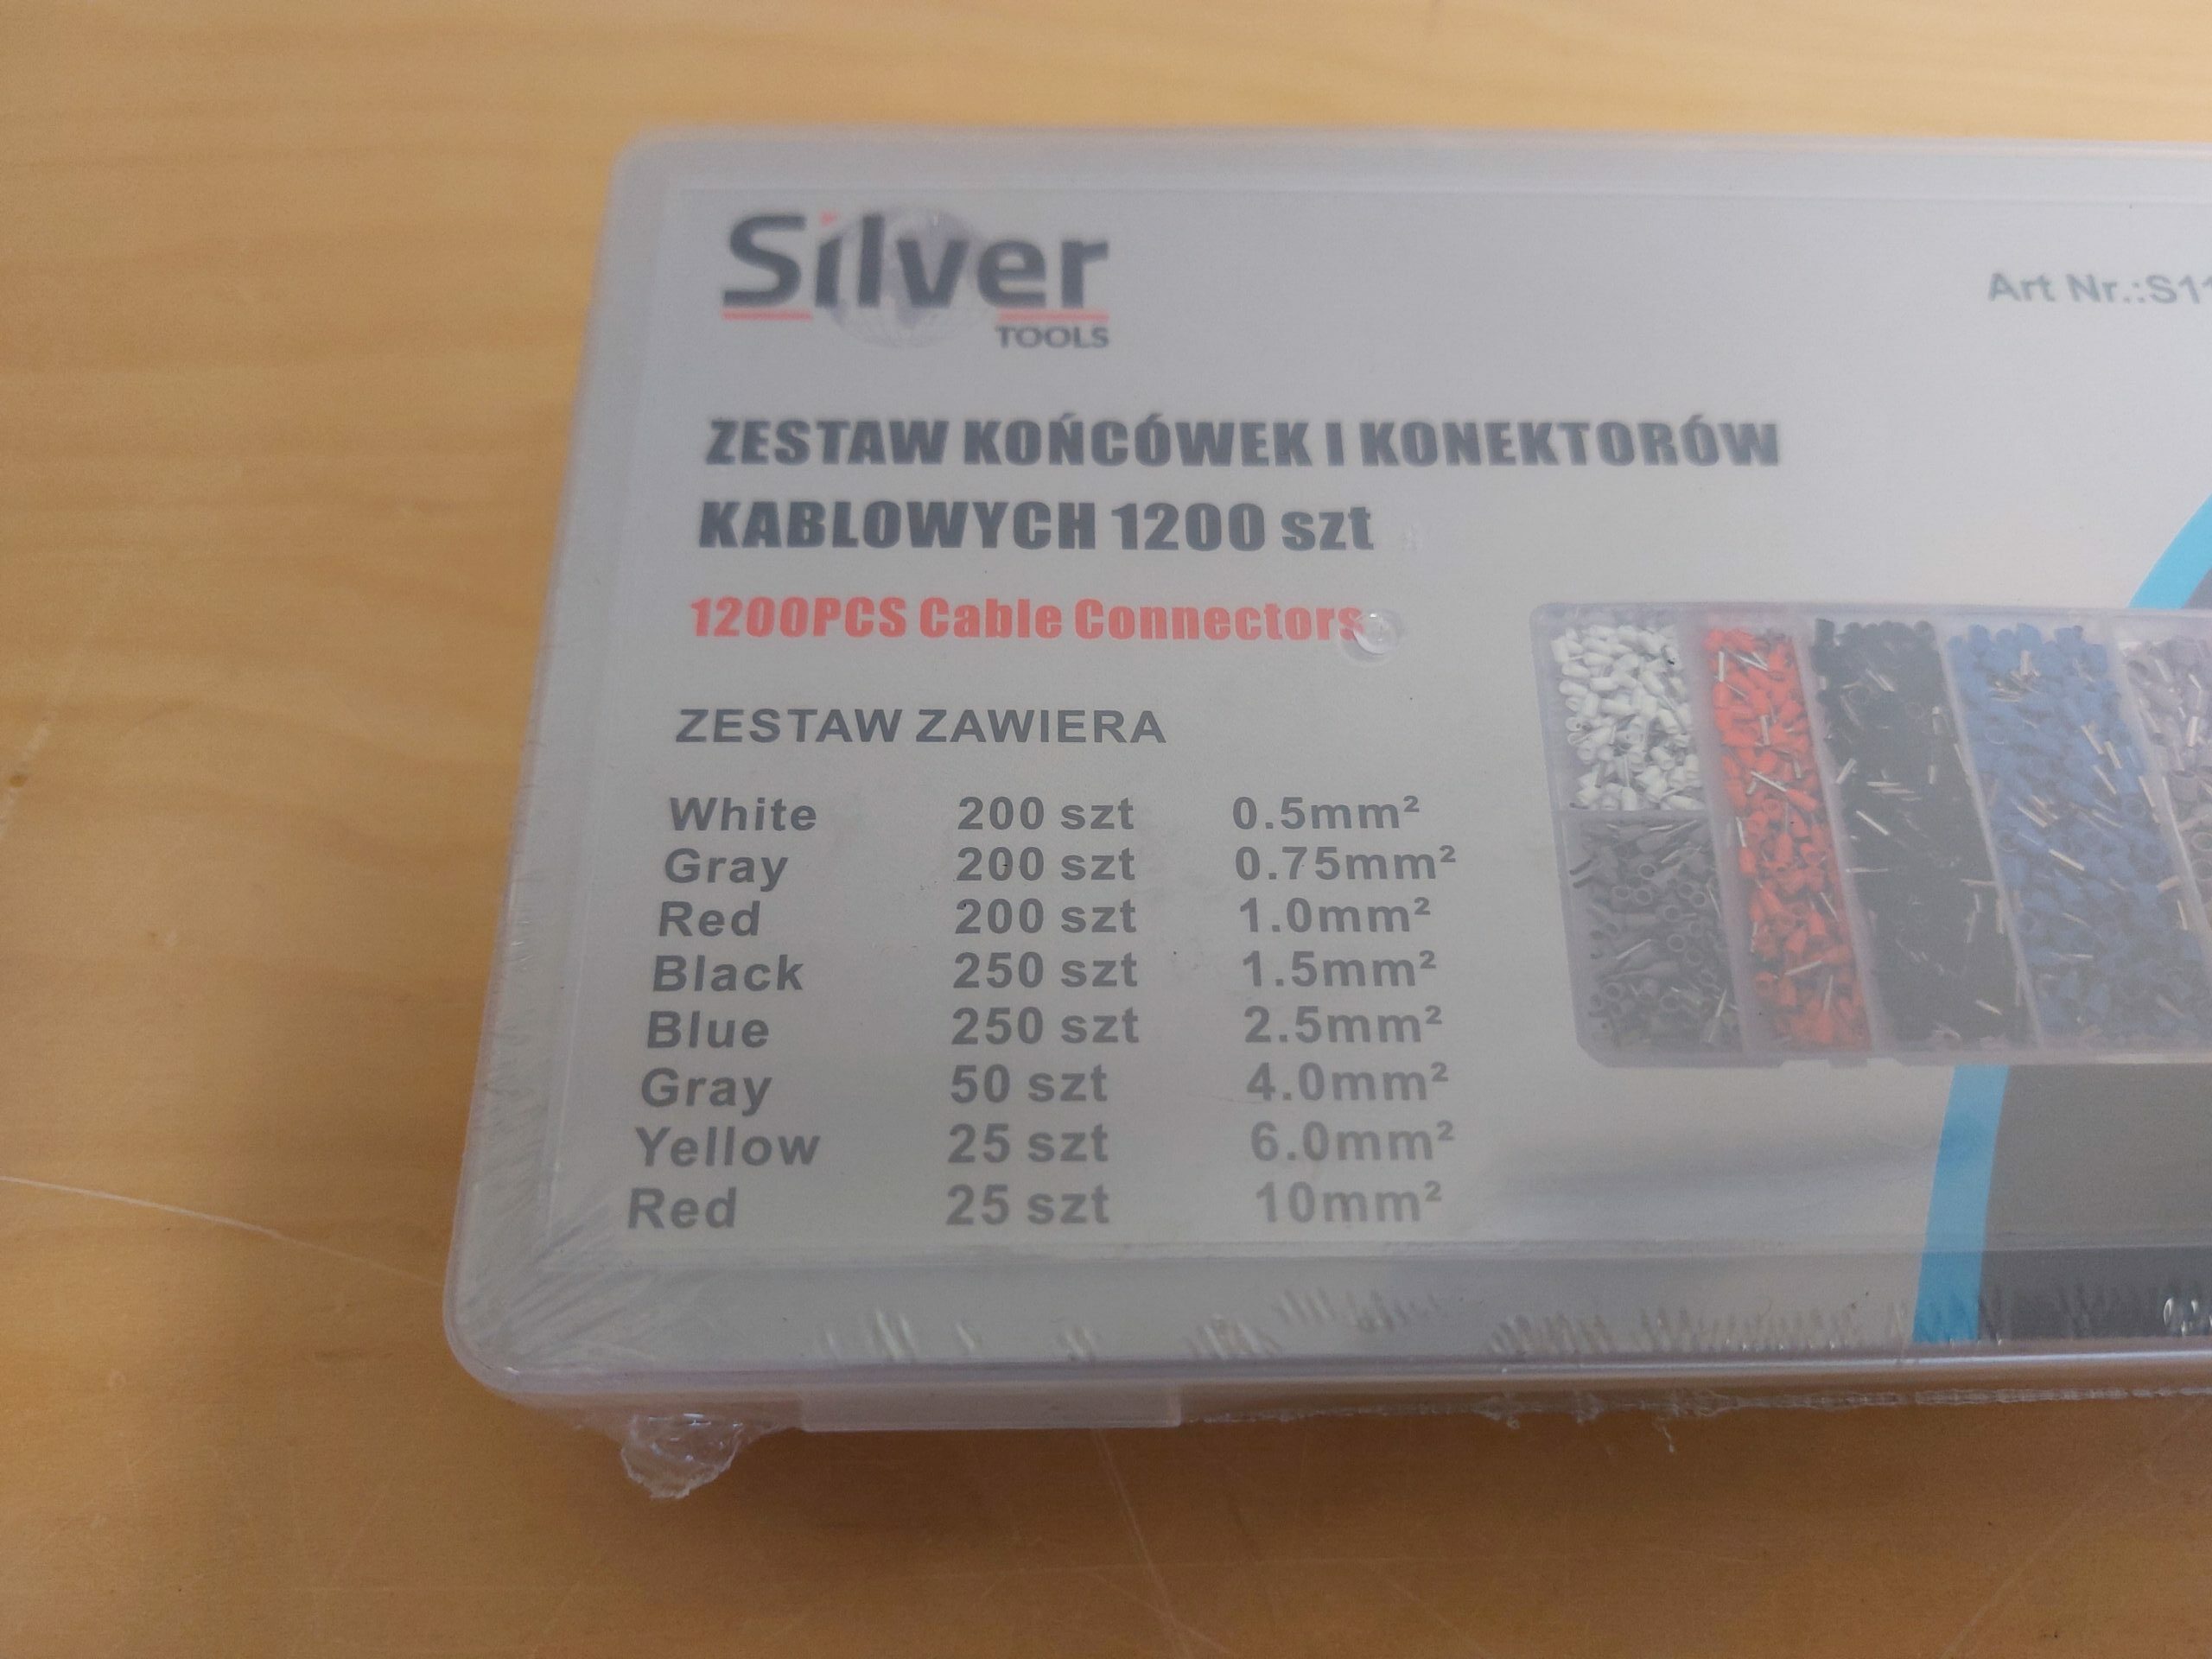 Silver
TOOLS
Art Nr.:S11
ZESTAW KOŃCÓWEK I KONEKTORÓW
KABLOWYCH 1200 szt
1200PCS Cable Connectors
ZESTAW ZAWIERA
White 200 szt 0.5mm²
Gray 200 szt 0.75mm²
Red 200 szt 1.0mm²
Black 250 szt 1.5mm²
Blue 250 szt 2.5mm²
Gray 50 szt 4.0mm²
Yellow 25 szt 6.0mm²
Red 25 szt 10mm²